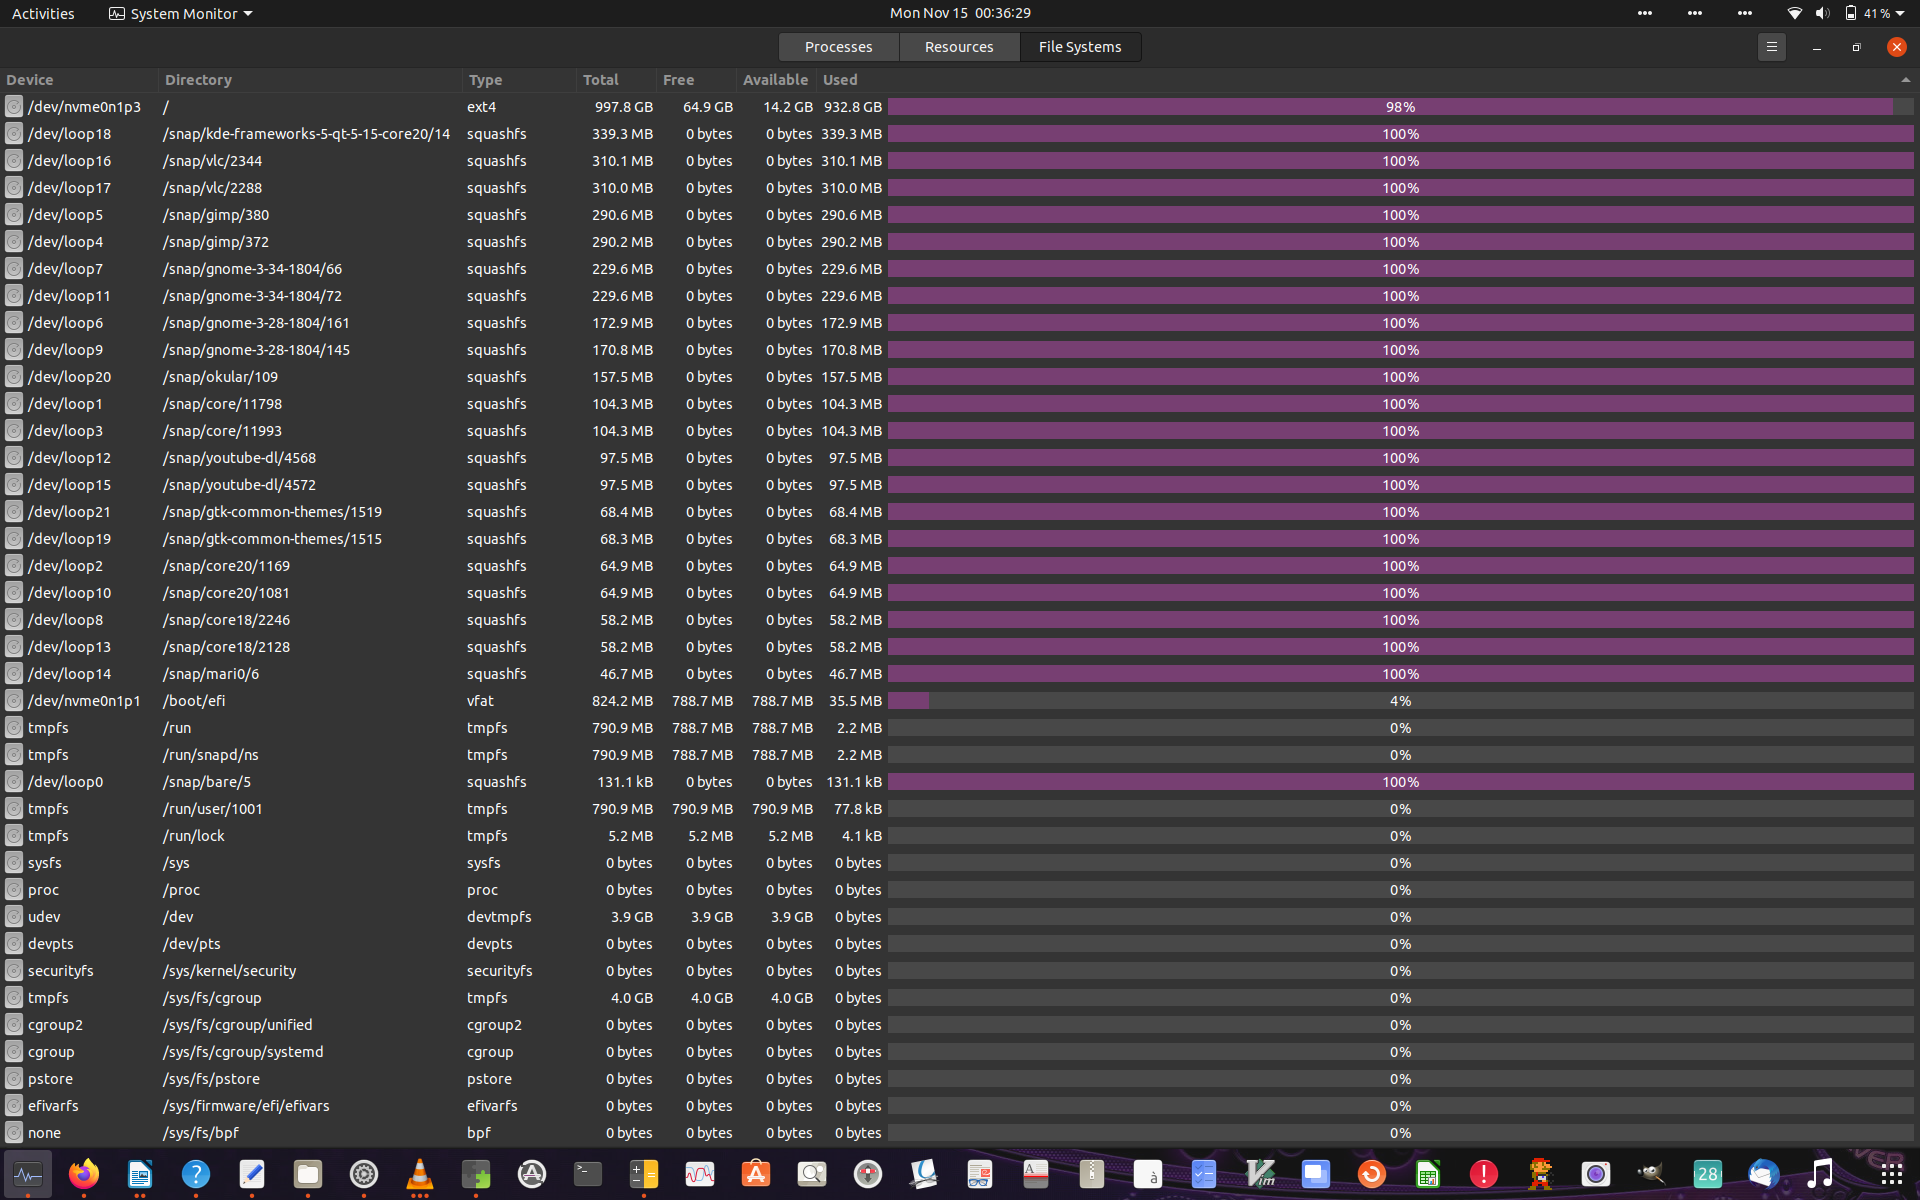 Activities System Monitor Mon Nov 15 00:36:29 41 %
Processes Resources File Systems
Device Directory Type Total Free Available Used
/dev/nvme0n1p3 / ext4 997.8 GB 64.9 GB 14.2 GB 932.8 GB 98%
/dev/loop18 /snap/kde-frameworks-5-qt-5-15-core20/14 squashfs 339.3 MB 0 bytes 0 bytes 339.3 MB 100%
/dev/loop16 /snap/vlc/2344 squashfs 310.1 MB 0 bytes 0 bytes 310.1 MB 100%
/dev/loop17 /snap/vlc/2288 squashfs 310.0 MB 0 bytes 0 bytes 310.0 MB 100%
/dev/loop5 /snap/gimp/380 squashfs 290.6 MB 0 bytes 0 bytes 290.6 MB 100%
/dev/loop4 /snap/gimp/372 squashfs 290.2 MB 0 bytes 0 bytes 290.2 MB 100%
/dev/loop7 /snap/gnome-3-34-1804/66 squashfs 229.6 MB 0 bytes 0 bytes 229.6 MB 100%
/dev/loop11 /snap/gnome-3-34-1804/72 squashfs 229.6 MB 0 bytes 0 bytes 229.6 MB 100%
/dev/loop6 /snap/gnome-3-28-1804/161 squashfs 172.9 MB 0 bytes 0 bytes 172.9 MB 100%
/dev/loop9 /snap/gnome-3-28-1804/145 squashfs 170.8 MB 0 bytes 0 bytes 170.8 MB 100%
/dev/loop20 /snap/okular/109 squashfs 157.5 MB 0 bytes 0 bytes 157.5 MB 100%
/dev/loop1 /snap/core/11798 squashfs 104.3 MB 0 bytes 0 bytes 104.3 MB 100%
/dev/loop3 /snap/core/11993 squashfs 104.3 MB 0 bytes 0 bytes 104.3 MB 100%
/dev/loop12 /snap/youtube-dl/4568 squashfs 97.5 MB 0 bytes 0 bytes 97.5 MB 100%
/dev/loop15 /snap/youtube-dl/4572 squashfs 97.5 MB 0 bytes 0 bytes 97.5 MB 100%
/dev/loop21 /snap/gtk-common-themes/1519 squashfs 68.4 MB 0 bytes 0 bytes 68.4 MB 100%
/dev/loop19 /snap/gtk-common-themes/1515 squashfs 68.3 MB 0 bytes 0 bytes 68.3 MB 100%
/dev/loop2 /snap/core20/1169 squashfs 64.9 MB 0 bytes 0 bytes 64.9 MB 100%
/dev/loop10 /snap/core20/1081 squashfs 64.9 MB 0 bytes 0 bytes 64.9 MB 100%
/dev/loop8 /snap/core18/2246 squashfs 58.2 MB 0 bytes 0 bytes 58.2 MB 100%
/dev/loop13 /snap/core18/2128 squashfs 58.2 MB 0 bytes 0 bytes 58.2 MB 100%
/dev/loop14 /snap/mari0/6 squashfs 46.7 MB 0 bytes 0 bytes 46.7 MB 100%
/dev/nvme0n1p1 /boot/efi vfat 824.2 MB 788.7 MB 788.7 MB 35.5 MB 4%
tmpfs /run tmpfs 790.9 MB 788.7 MB 788.7 MB 2.2 MB 0%
tmpfs /run/snapd/ns tmpfs 790.9 MB 788.7 MB 788.7 MB 2.2 MB 0%
/dev/loop0 /snap/bare/5 squashfs 131.1 kB 0 bytes 0 bytes 131.1 kB 100%
tmpfs /run/user/1001 tmpfs 790.9 MB 790.9 MB 790.9 MB 77.8 kB 0%
tmpfs /run/lock tmpfs 5.2 MB 5.2 MB 5.2 MB 4.1 kB 0%
sysfs /sys sysfs 0 bytes 0 bytes 0 bytes 0 bytes 0%
proc /proc proc 0 bytes 0 bytes 0 bytes 0 bytes 0%
udev /dev devtmpfs 3.9 GB 3.9 GB 3.9 GB 0 bytes 0%
devpts /dev/pts devpts 0 bytes 0 bytes 0 bytes 0 bytes 0%
securityfs /sys/kernel/security securityfs 0 bytes 0 bytes 0 bytes 0 bytes 0%
tmpfs /sys/fs/cgroup tmpfs 4.0 GB 4.0 GB 4.0 GB 0 bytes 0%
cgroup2 /sys/fs/cgroup/unified cgroup2 0 bytes 0 bytes 0 bytes 0 bytes 0%
cgroup /sys/fs/cgroup/systemd cgroup 0 bytes 0 bytes 0 bytes 0 bytes 0%
pstore /sys/fs/pstore pstore 0 bytes 0 bytes 0 bytes 0 bytes 0%
efivarfs /sys/firmware/efi/efivars efivarfs 0 bytes 0 bytes 0 bytes 0 bytes 0%
none /sys/fs/bpf bpf 0 bytes 0 bytes 0 bytes 0 bytes 0%
? >_ A à Vim ! 28